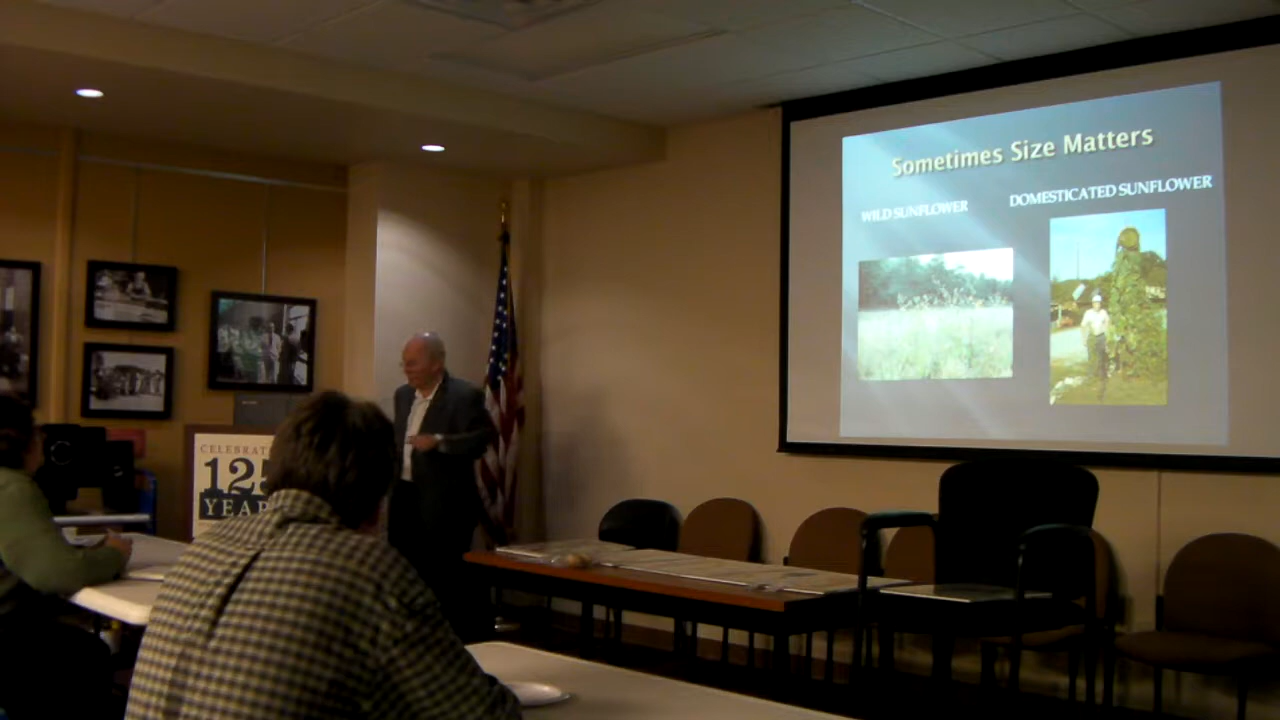 Sometimes Size Matters
WILD SUNFLOWER
DOMESTICATED SUNFLOWER
CELEBRAT
125
YEAR